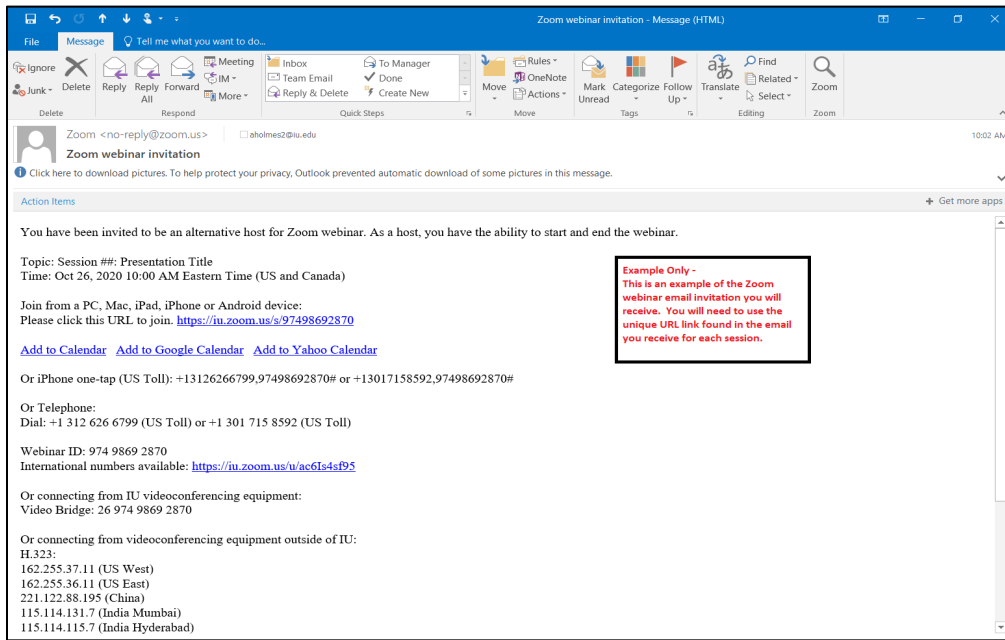 Zoom webinar invitation - Message (HTML)
File Message Tell me what you want to do...
Ignore
Junk
Delete
Reply
Reply All
Forward
Meeting
IM
More
Inbox
Team Email
Reply & Delete
To Manager
Done
Create New
Move
Rules
OneNote
Actions
Mark Unread
Categorize
Follow Up
Translate
Find
Related
Select
Zoom
Delete Respond Quick Steps Move Tags Editing Zoom
Zoom <no-reply@zoom.us> aholmes2@iu.edu 10:02 AM
Zoom webinar invitation
Click here to download pictures. To help protect your privacy, Outlook prevented automatic download of some pictures in this message.
Action Items + Get more apps
You have been invited to be an alternative host for Zoom webinar. As a host, you have the ability to start and end the webinar.
Topic: Session ##: Presentation Title
Time: Oct 26, 2020 10:00 AM Eastern Time (US and Canada)
Join from a PC, Mac, iPad, iPhone or Android device:
Please click this URL to join. https://iu.zoom.us/s/97498692870
Add to Calendar Add to Google Calendar Add to Yahoo Calendar
Or iPhone one-tap (US Toll): +13126266799,97498692870# or +13017158592,97498692870#
Or Telephone:
Dial: +1 312 626 6799 (US Toll) or +1 301 715 8592 (US Toll)
Webinar ID: 974 9869 2870
International numbers available: https://iu.zoom.us/u/ac6Is4sf95
Or connecting from IU videoconferencing equipment:
Video Bridge: 26 974 9869 2870
Or connecting from videoconferencing equipment outside of IU:
H.323:
162.255.37.11 (US West)
162.255.36.11 (US East)
221.122.88.195 (China)
115.114.131.7 (India Mumbai)
115.114.115.7 (India Hyderabad)
Example Only -
This is an example of the Zoom
webinar email invitation you will
receive. You will need to use the
unique URL link found in the email
you receive for each session.